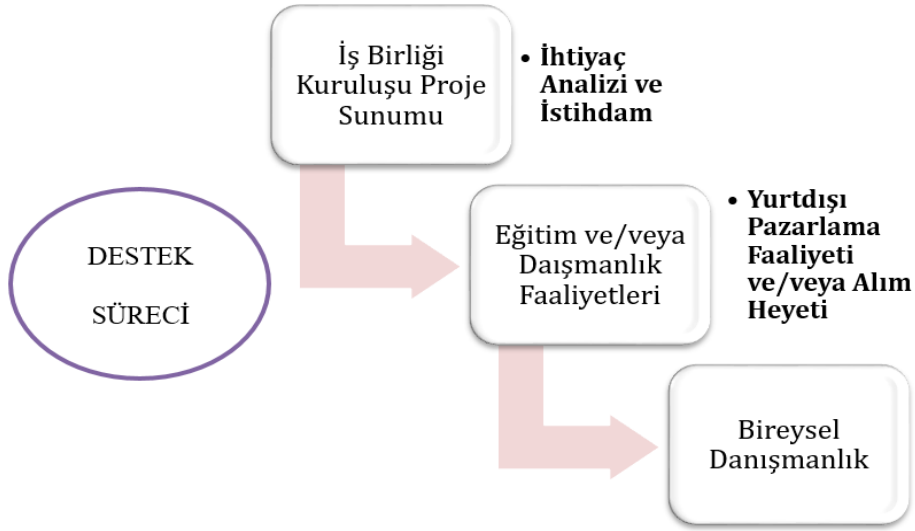 İş Birliği
Kuruluşu Proje
Sunumu
• İhtiyaç
Analizi ve
İstihdam
DESTEK
SÜRECİ
Eğitim ve/veya
Daışmanlık
Faaliyetleri
• Yurtdışı
Pazarlama
Faaliyeti
ve/veya Alım
Heyeti
Bireysel
Danışmanlık